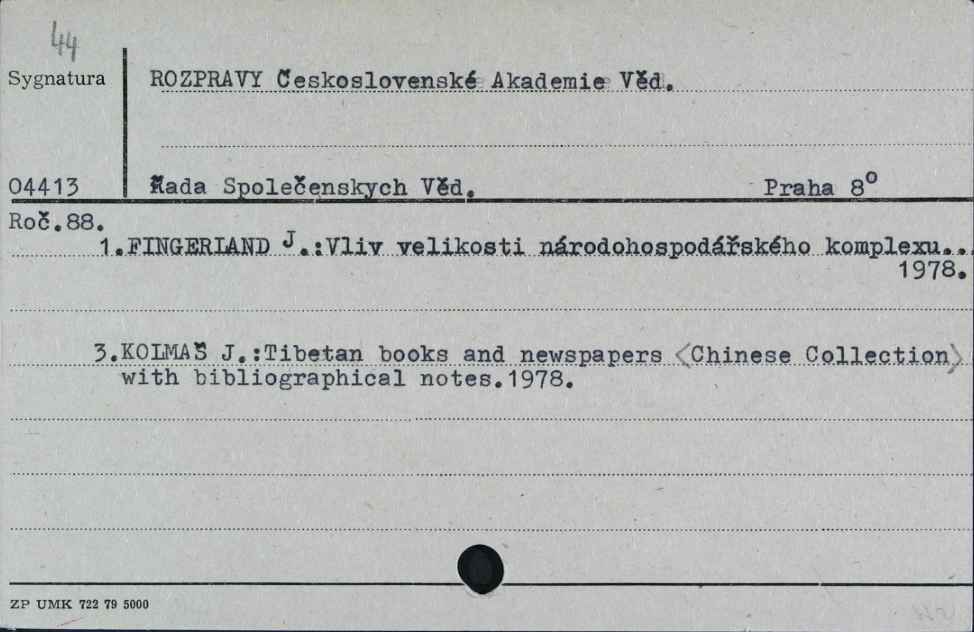 44
Sygnatura
ROZPRAVY Československé Akademie Věd.
04413 Řada Společenskych Věd. Praha 8°
Roč.88.
1.FINGERLAND J.:Vliv velikosti národohospodářského komplexu...
1978.
3.KOLMAŠ J.:Tibetan books and newspapers <Chinese Collection>
with bibliographical notes.1978.
ZP UMK 722 79 5000